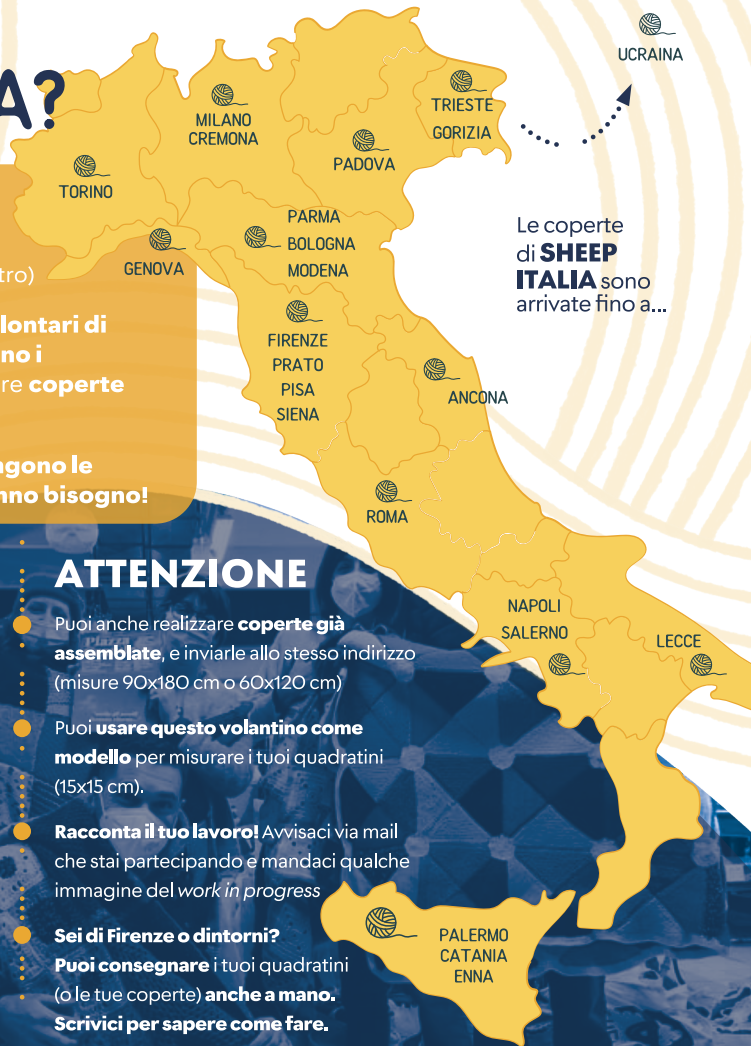 A?
UCRAINA
TRIESTE
GORIZIA
MILANO
CREMONA
PADOVA
TORINO
PARMA
BOLOGNA
MODENA
GENOVA
Le coperte
di SHEEP
ITALIA sono
arrivate fino a...
tro)
lontari di
no i
re coperte
ngono le
nno bisogno!
FIRENZE
PRATO
PISA
SIENA
ANCONA
ROMA
NAPOLI
SALERNO
LECCE
ATTENZIONE
Puoi anche realizzare coperte già
assemblate, e inviarle allo stesso indirizzo
(misure 90x180 cm o 60x120 cm)
Puoi usare questo volantino come
modello per misurare i tuoi quadratini
(15x15 cm).
Racconta il tuo lavoro! Avvisaci via mail
che stai partecipando e mandaci qualche
immagine del work in progress
Sei di Firenze o dintorni?
Puoi consegnare i tuoi quadratini
(o le tue coperte) anche a mano.
Scrivici per sapere come fare.
PALERMO
CATANIA
ENNA